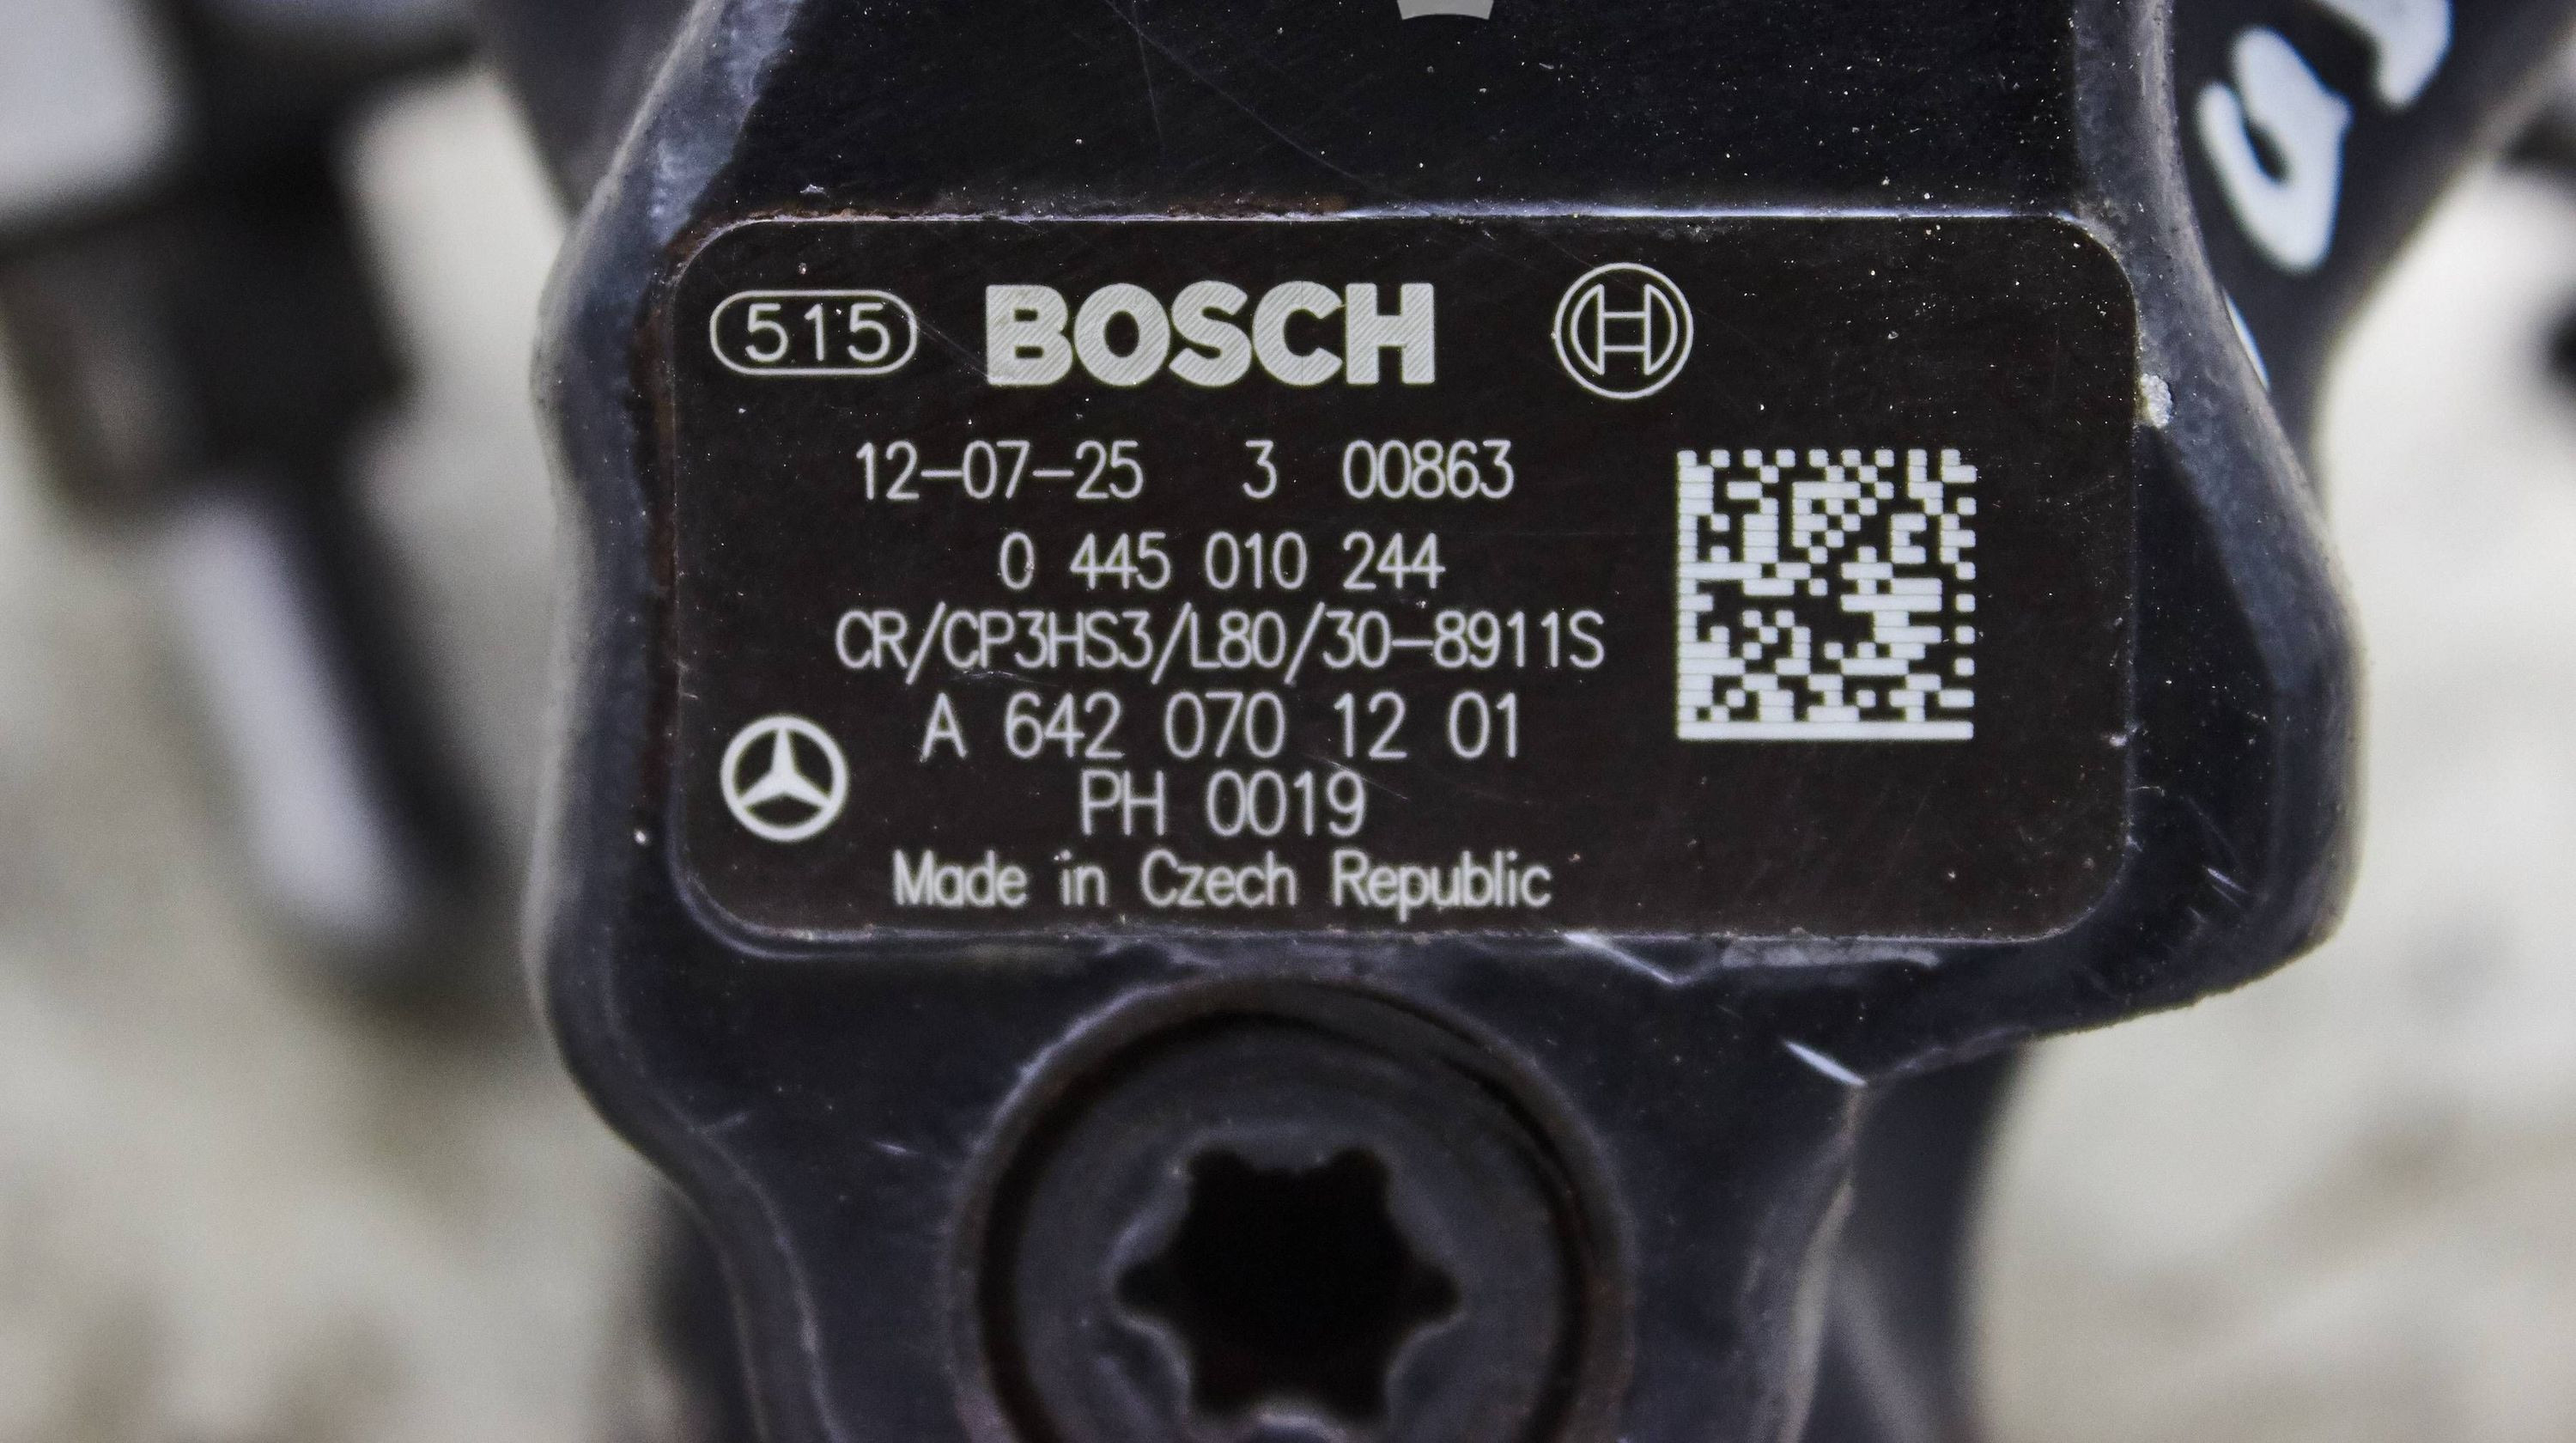 515 BOSCH
12-07-25 3 00863
0 445 010 244
CR/CP3HS3/L80/30-8911S
A 642 070 12 01
PH 0019
Made in Czech Republic